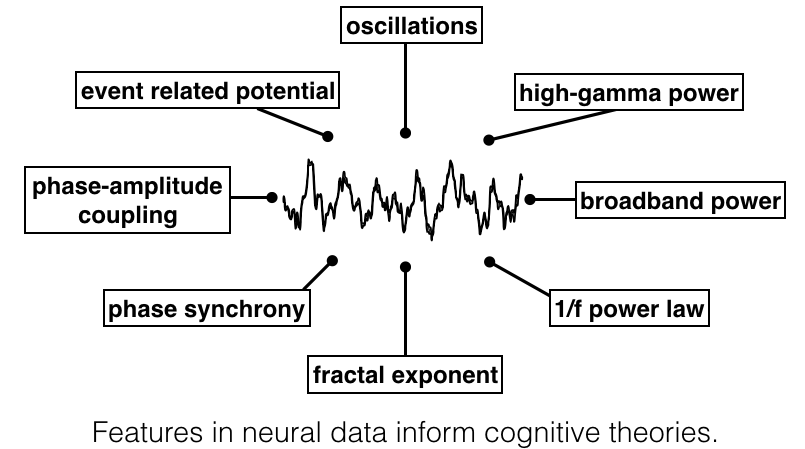 oscillations
event related potential
high-gamma power
phase-amplitude
coupling
broadband power
phase synchrony
1/f power law
fractal exponent
Features in neural data inform cognitive theories.